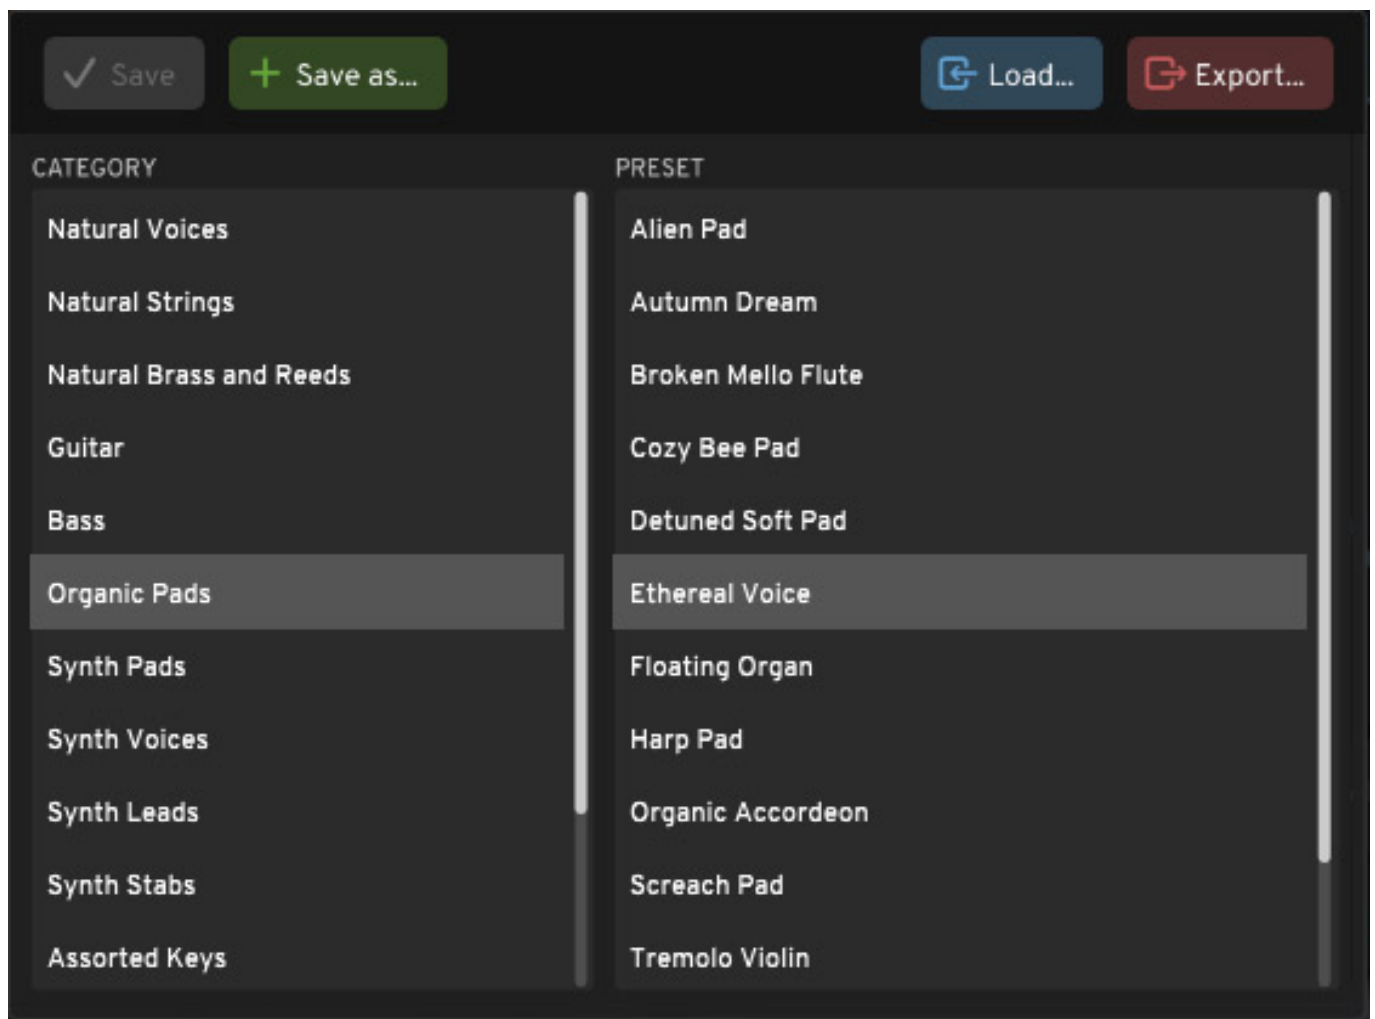 Save
Save as...
Load...
Export...
CATEGORY
Natural Voices
Natural Strings
Natural Brass and Reeds
Guitar
Bass
Organic Pads
Synth Pads
Synth Voices
Synth Leads
Synth Stabs
Assorted Keys
PRESET
Alien Pad
Autumn Dream
Broken Mello Flute
Cozy Bee Pad
Detuned Soft Pad
Ethereal Voice
Floating Organ
Harp Pad
Organic Accordeon
Screach Pad
Tremolo Violin